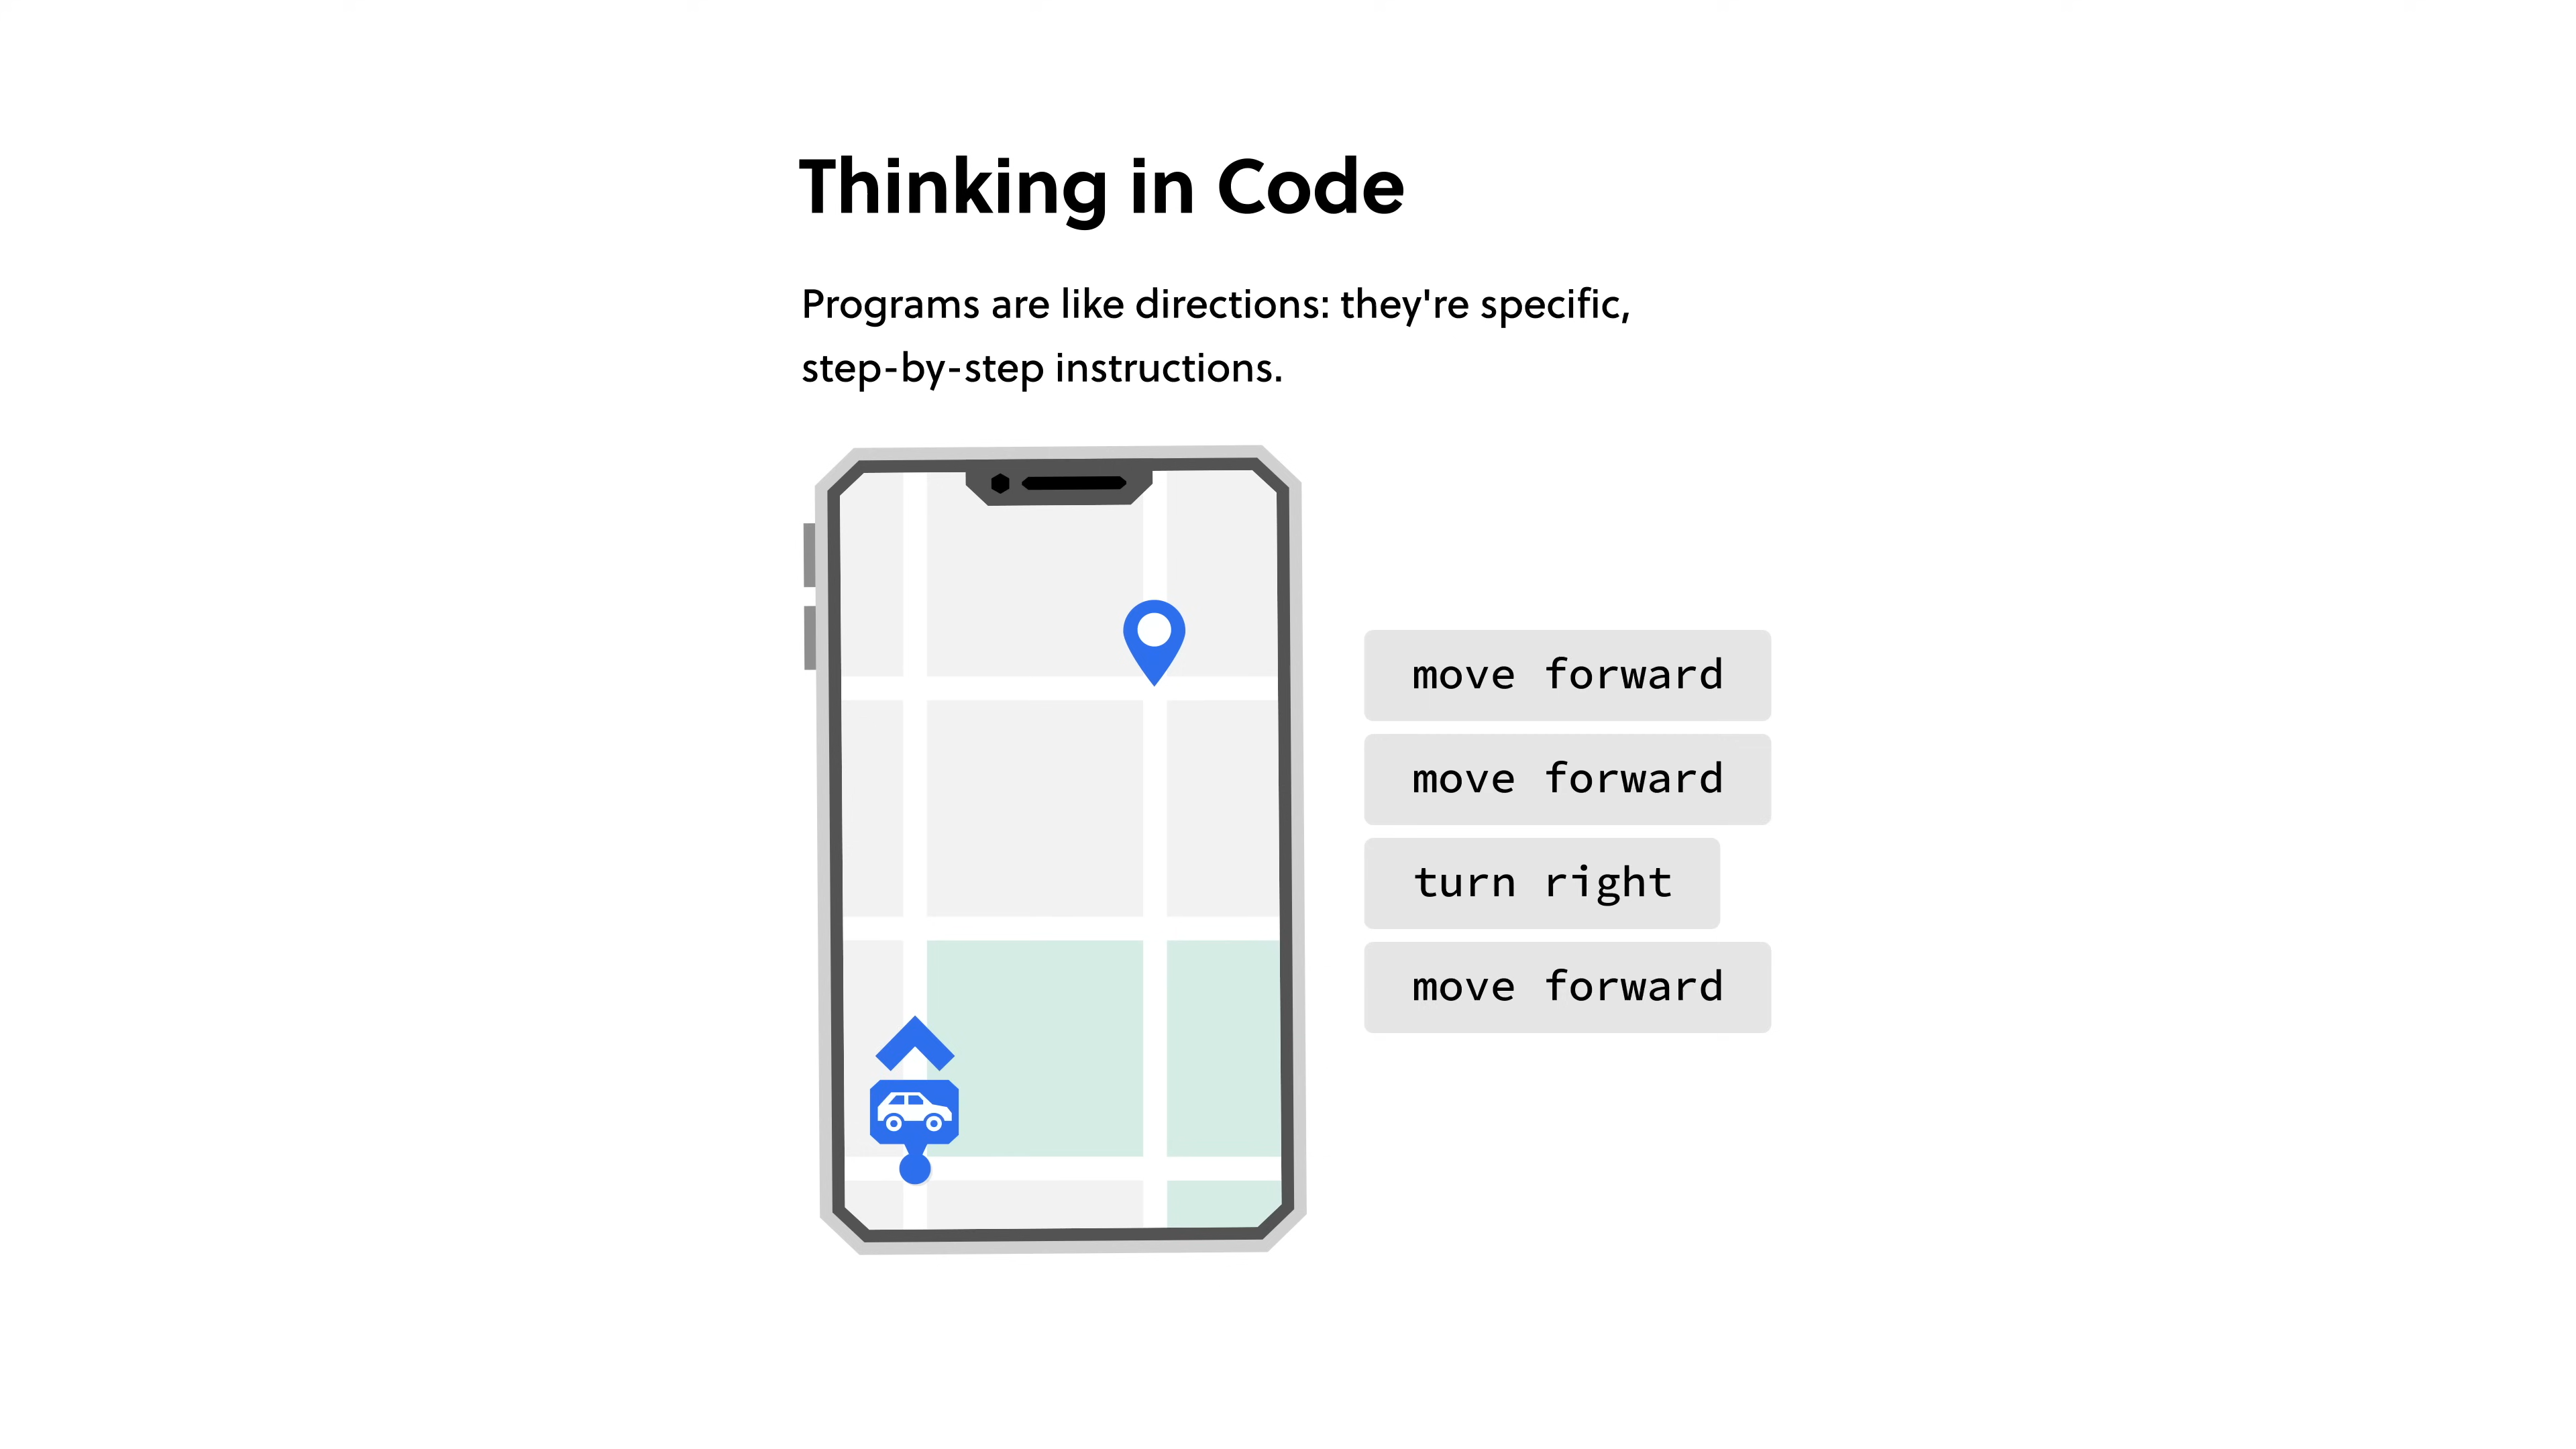 Thinking in Code
Programs are like directions: they're specific,
step-by-step instructions.
move forward
move forward
turn right
move forward